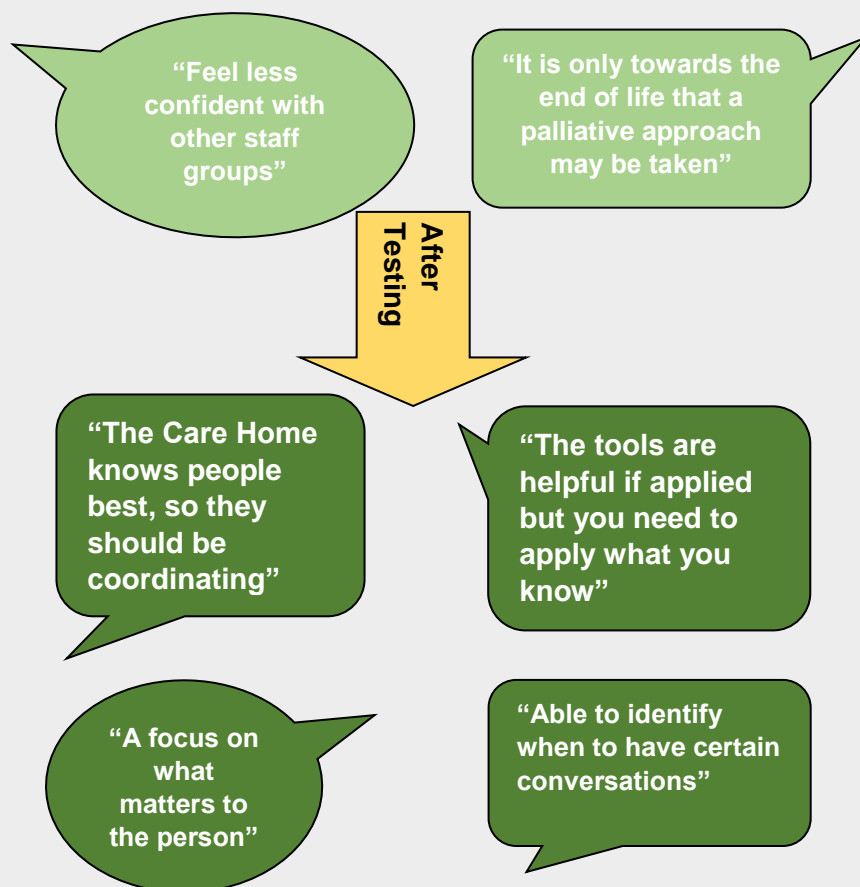 “Feel less
confident with
other staff
groups”
“It is only towards the
end of life that a
palliative approach
may be taken”
After
Testing
“The Care Home
knows people
best, so they
should be
coordinating”
“The tools are
helpful if applied
but you need to
apply what you
know”
“A focus on
what
matters to
the person”
“Able to identify
when to have certain
conversations”